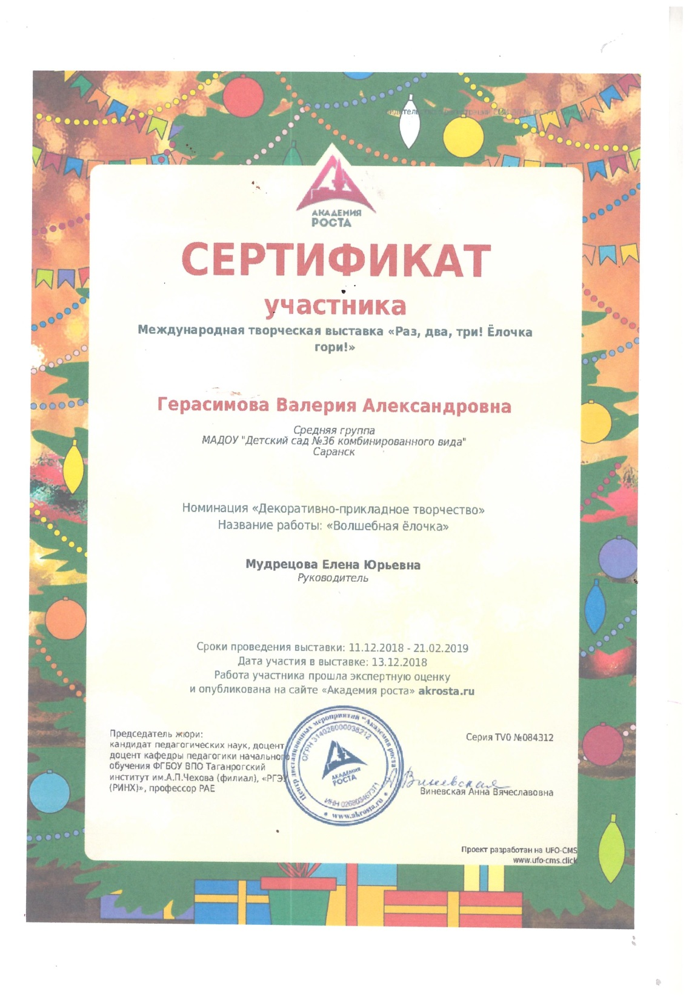 АКАДЕМИЯ
РОСТА
СЕРТИФИКАТ
участника
Международная творческая выставка «Раз, два, три! Ёлочка
гори!»
Герасимова Валерия Александровна
Средняя группа
МАДОУ "Детский сад №36 комбинированного вида"
Саранск
Номинация «Декоративно-прикладное творчество»
Название работы: «Волшебная ёлочка»
Мудрецова Елена Юрьевна
Руководитель
Сроки проведения выставки: 11.12.2018 - 21.02.2019
Дата участия в выставке: 13.12.2018
Работа участника прошла экспертную оценку
и опубликована на сайте «Академия роста» akrosta.ru
Председатель жюри:
кандидат педагогических наук, доцент
доцент кафедры педагогики начального
обучения ФГБОУ ВПО Таганрогский
институт им.А.П.Чехова (филиал), «РГЭУ
(РИНХ)», профессор РАЕ
Центр дистанционных мероприятий "Академия роста
ОГРН 314028000038212
АКАДЕМИЯ
РОСТА
ИНН 026803467371
www.akrosta.ru
Серия TV0 №084312
Виневская
Виневская Анна Вячеславовна
Проект разработан на UFO-CMS
www.ufo-cms.click